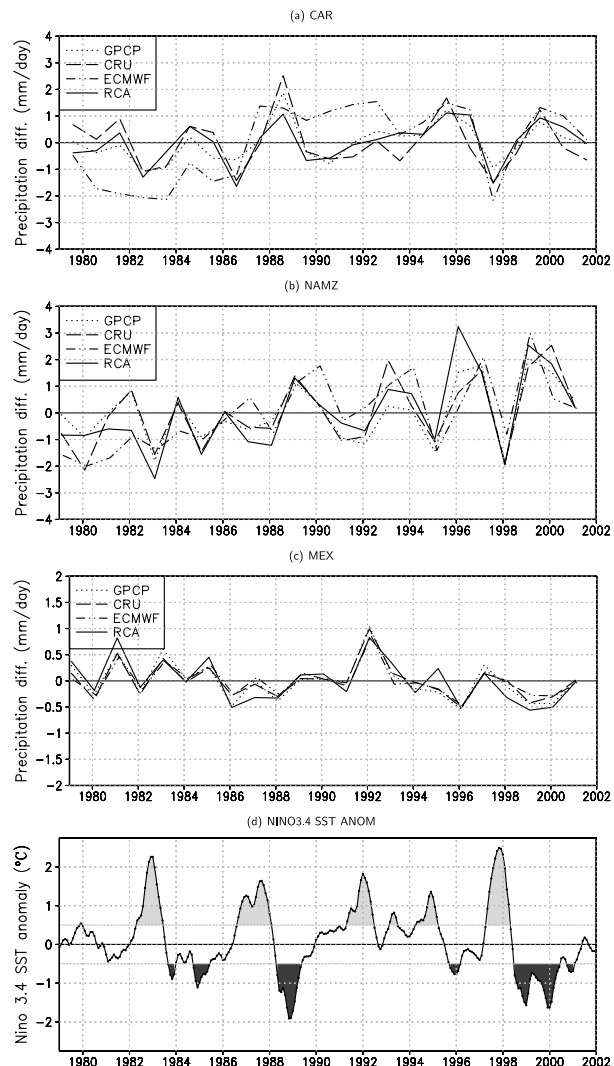 (a) CAR
Precipitation diff. (mm/day)
4
3
2
1
0
−1
−2
−3
−4
GPCP
CRU
ECMWF
RCA
1980 1982 1984 1986 1988 1990 1992 1994 1996 1998 2000 2002
(b) NAMZ
Precipitation diff. (mm/day)
4
3
2
1
0
−1
−2
−3
−4
GPCP
CRU
ECMWF
RCA
1980 1982 1984 1986 1988 1990 1992 1994 1996 1998 2000 2002
(c) MEX
Precipitation diff. (mm/day)
2
1.5
1
0.5
0
−0.5
−1
−1.5
−2
GPCP
CRU
ECMWF
RCA
1980 1982 1984 1986 1988 1990 1992 1994 1996 1998 2000 2002
(d) NINO3.4 SST ANOM
Nino 3.4 SST anomaly (°C)
2
1
0
−1
−2
1980 1982 1984 1986 1988 1990 1992 1994 1996 1998 2000 2002